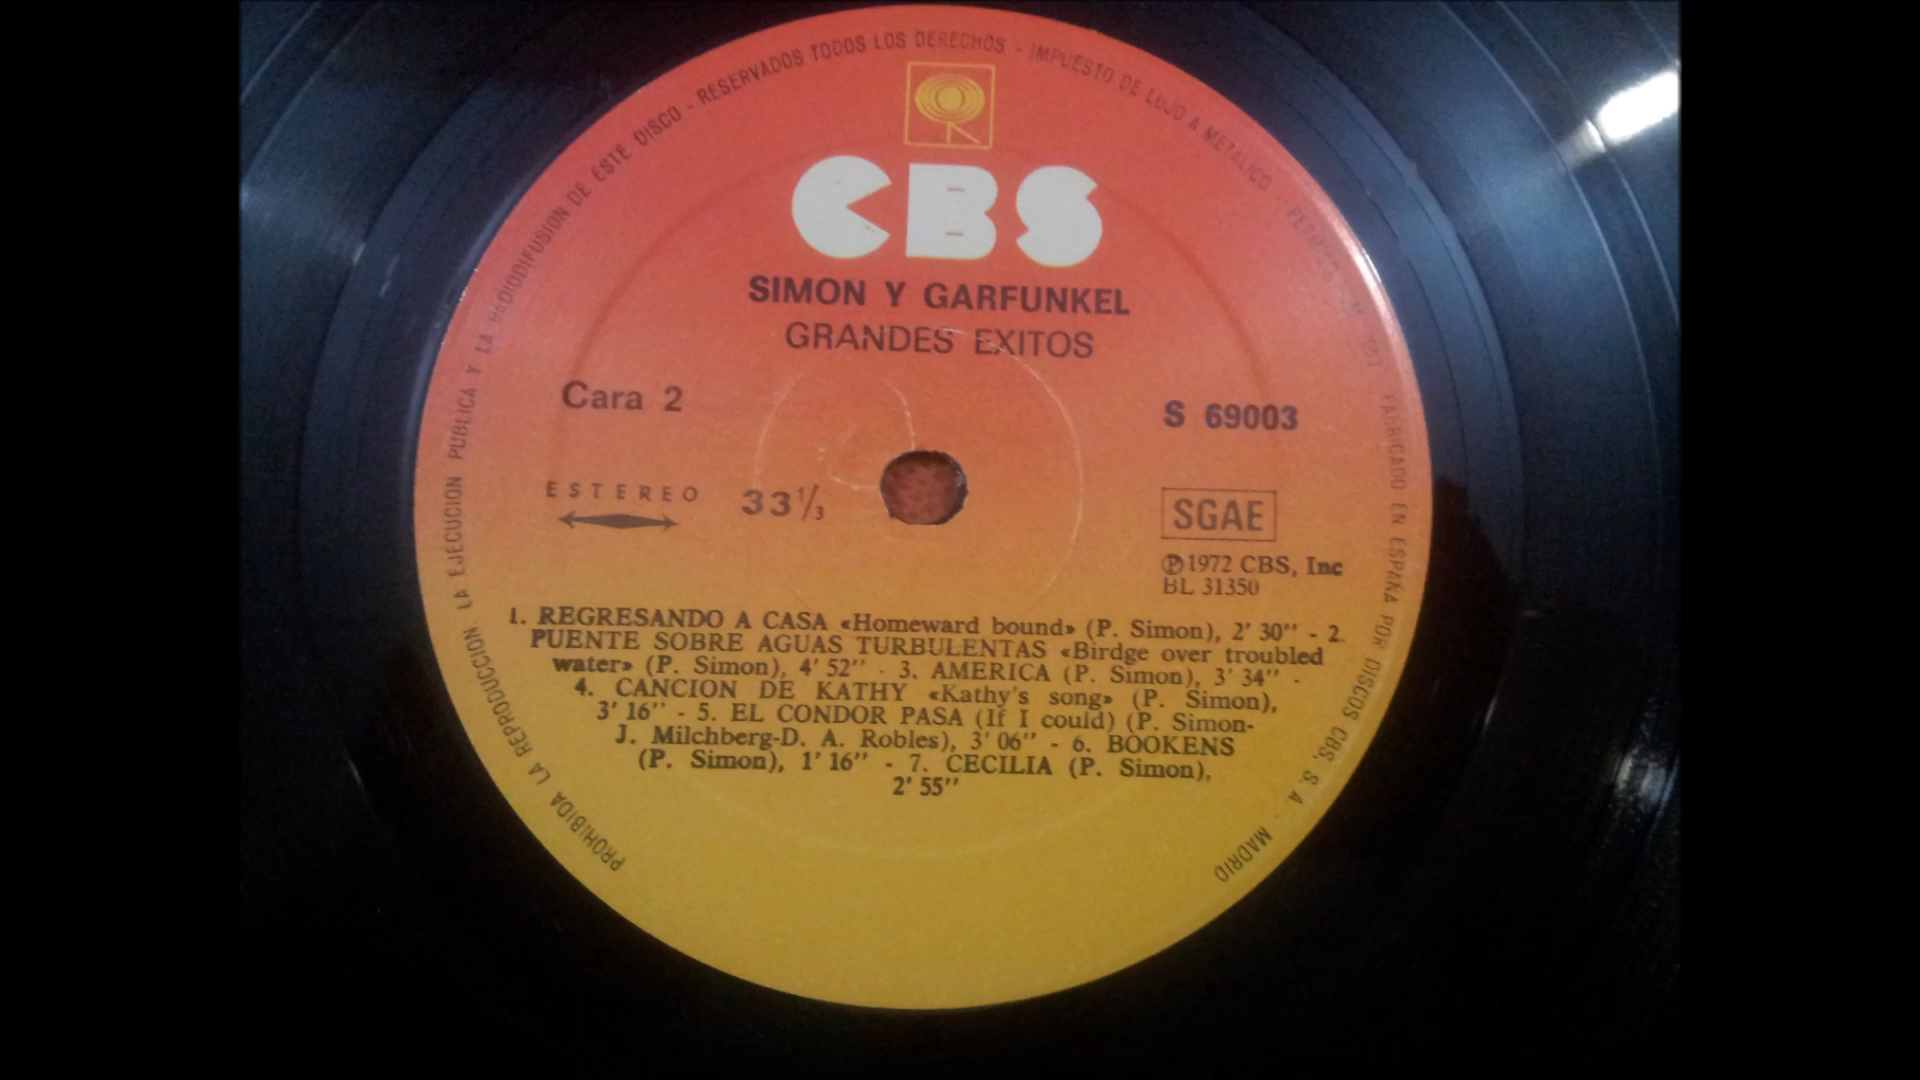 PROHIBIDA LA REPRODUCCION, LA EJECUCION PUBLICA Y LA RADIODIFUSION DE ESTE DISCO - RESERVADOS TODOS LOS DERECHOS - IMPUESTO DE LUJO A METALICO - FABRICADO EN ESPAÑA POR DISCOS CBS, S. A. - MADRID
CBS
SIMON Y GARFUNKEL
GRANDES EXITOS
Cara 2
S 69003
ESTEREO
33 1/3
SGAE
Ⓟ 1972 CBS, Inc
BL 31350
1. REGRESANDO A CASA «Homeward bound» (P. Simon), 2' 30'' - 2.
PUENTE SOBRE AGUAS TURBULENTAS «Birdge over troubled
water» (P. Simon), 4' 52'' - 3. AMERICA (P. Simon), 3' 34'' -
4. CANCION DE KATHY «Kathy's song» (P. Simon),
3' 16'' - 5. EL CONDOR PASA (If I could) (P. Simon-
J. Milchberg-D. A. Robles), 3' 06'' - 6. BOOKENS
(P. Simon), 1' 16'' - 7. CECILIA (P. Simon),
2' 55''